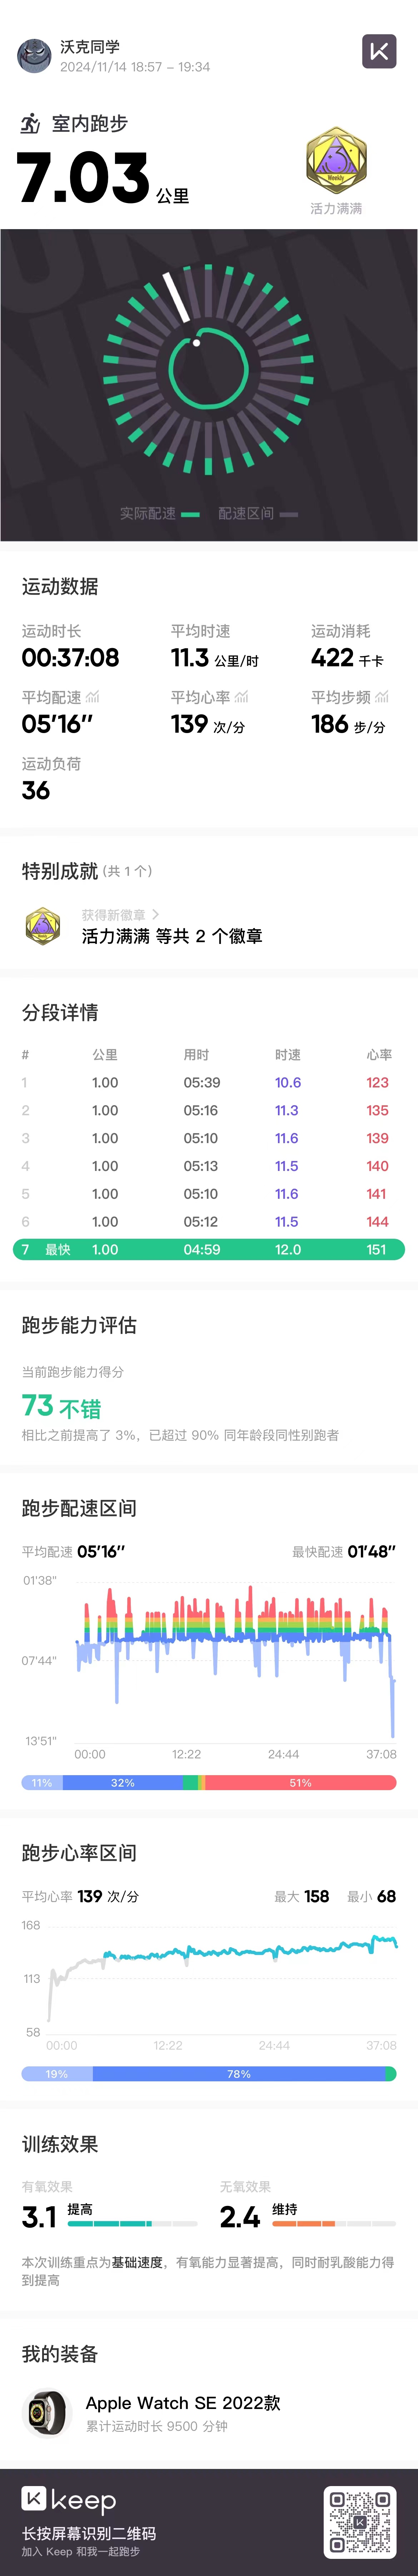 沃克同学
2024/11/14 18:57 – 19:34
室内跑步
7.03 公里
Weekly
活力满满
实际配速 配速区间
运动数据
运动时长 平均时速 运动消耗
00:37:08 11.3 公里/时 422 千卡
平均配速 平均心率 平均步频
05'16'' 139 次/分 186 步/分
运动负荷
36
特别成就 (共 1 个)
获得新徽章
活力满满 等共 2 个徽章
分段详情
# 公里 用时 时速 心率
1 1.00 05:39 10.6 123
2 1.00 05:16 11.3 135
3 1.00 05:10 11.6 139
4 1.00 05:13 11.5 140
5 1.00 05:10 11.6 141
6 1.00 05:12 11.5 144
7 最快 1.00 04:59 12.0 151
跑步能力评估
当前跑步能力得分
73 不错
相比之前提高了 3%，已超过 90% 同年龄段同性别跑者
跑步配速区间
平均配速 05'16'' 最快配速 01'48''
01'38"
07'44"
13'51"
00:00 12:22 24:44 37:08
11% 32% 51%
跑步心率区间
平均心率 139 次/分 最大 158 最小 68
168
113
58
00:00 12:22 24:44 37:08
19% 78%
训练效果
有氧效果 无氧效果
3.1 提高 2.4 维持
本次训练重点为基础速度，有氧能力显著提高，同时耐乳酸能力得
到提高
我的装备
Apple Watch SE 2022款
累计运动时长 9500 分钟
keep
长按屏幕识别二维码
加入 Keep 和我一起跑步